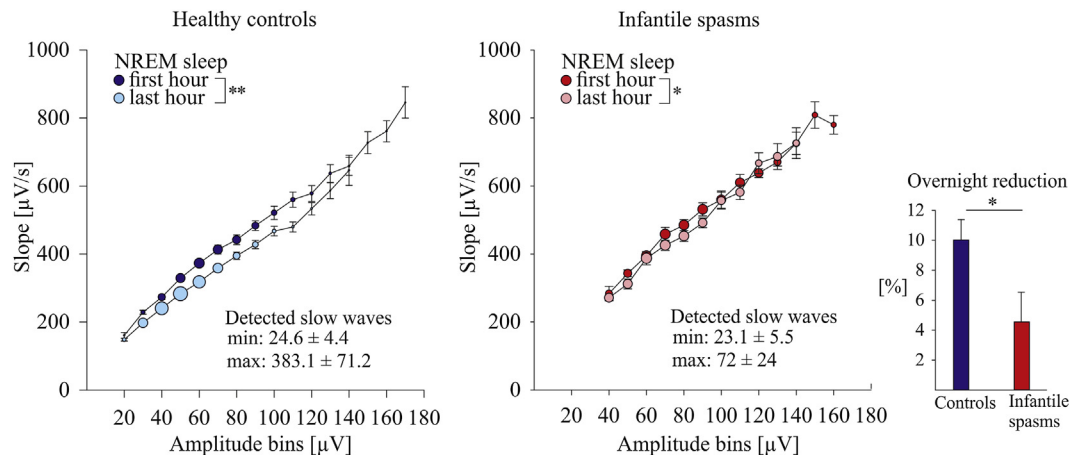 Healthy controls
1000
800
600
400
200
0
Slope [µV/s]
NREM sleep
first hour
last hour
**
Detected slow waves
min: 24.6 ± 4.4
max: 383.1 ± 71.2
20 40 60 80 100 120 140 160 180
Amplitude bins [µV]
Infantile spasms
1000
800
600
400
200
0
Slope [µV/s]
NREM sleep
first hour
last hour
*
Detected slow waves
min: 23.1 ± 5.5
max: 72 ± 24
20 40 60 80 100 120 140 160 180
Amplitude bins [µV]
Overnight reduction
*
12
10
8
6
4
2
[%]
Controls
Infantile
spasms